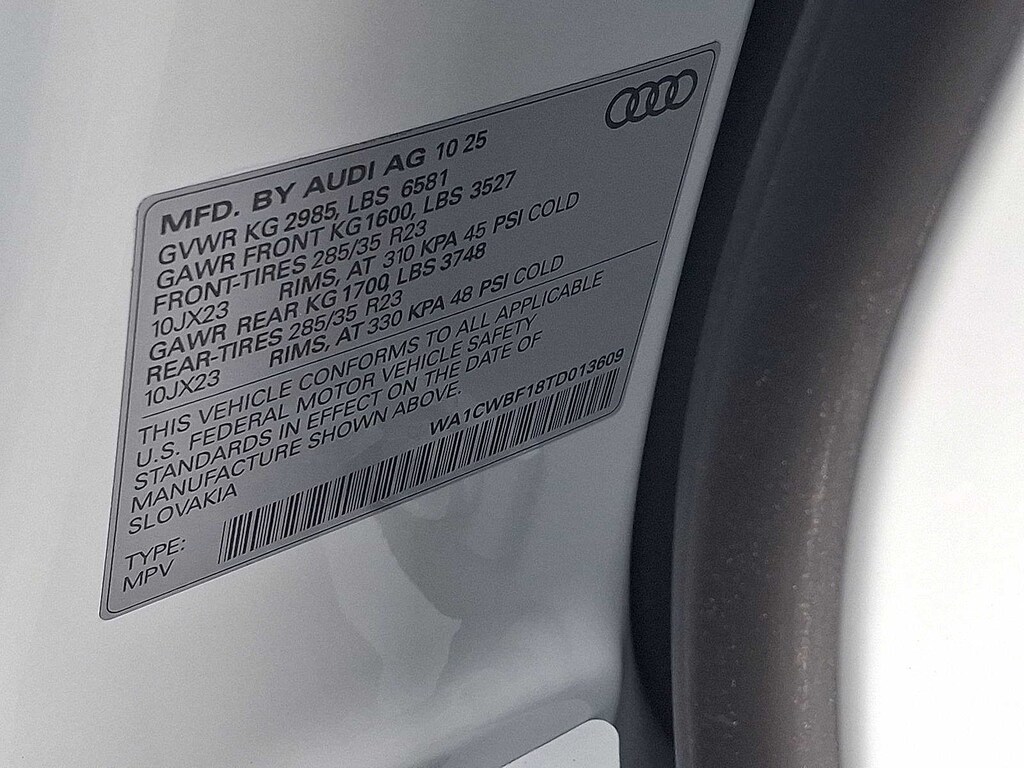 MFD. BY AUDI AG 10 25
GVWR KG 2985, LBS 6581
GAWR FRONT KG 1600, LBS 3527
FRONT-TIRES 285/35 R23
10JX23 RIMS, AT 310 KPA 45 PSI COLD
GAWR REAR KG 1700, LBS 3748
REAR-TIRES 285/35 R23
10JX23 RIMS, AT 330 KPA 48 PSI COLD
THIS VEHICLE CONFORMS TO ALL APPLICABLE
U.S. FEDERAL MOTOR VEHICLE SAFETY
STANDARDS IN EFFECT ON THE DATE OF
MANUFACTURE SHOWN ABOVE.
SLOVAKIA
WA1CWBF18TD013609
TYPE:
MPV